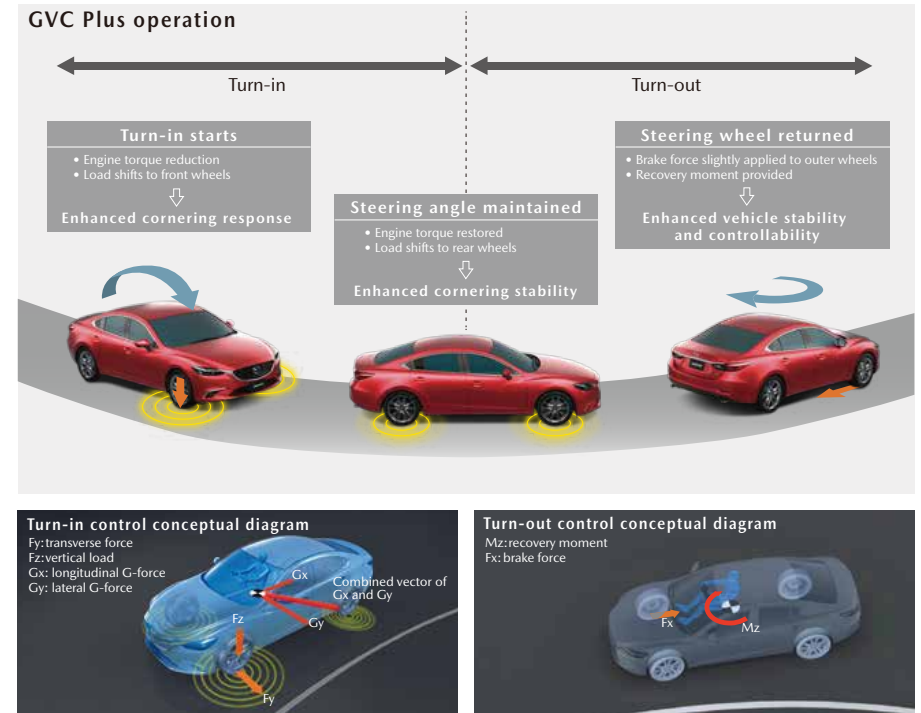 GVC Plus operation
Turn-in
Turn-out
Turn-in starts
• Engine torque reduction
• Load shifts to front wheels
Enhanced cornering response
Steering angle maintained
• Engine torque restored
• Load shifts to rear wheels
Enhanced cornering stability
Steering wheel returned
• Brake force slightly applied to outer wheels
• Recovery moment provided
Enhanced vehicle stability
and controllability
Turn-in control conceptual diagram
Fy:transverse force
Fz:vertical load
Gx: longitudinal G-force
Gy: lateral G-force
Gx
Combined vector of
Gx and Gy
Gy
Fz
Fy
Turn-out control conceptual diagram
Mz:recovery moment
Fx:brake force
Fx
Mz